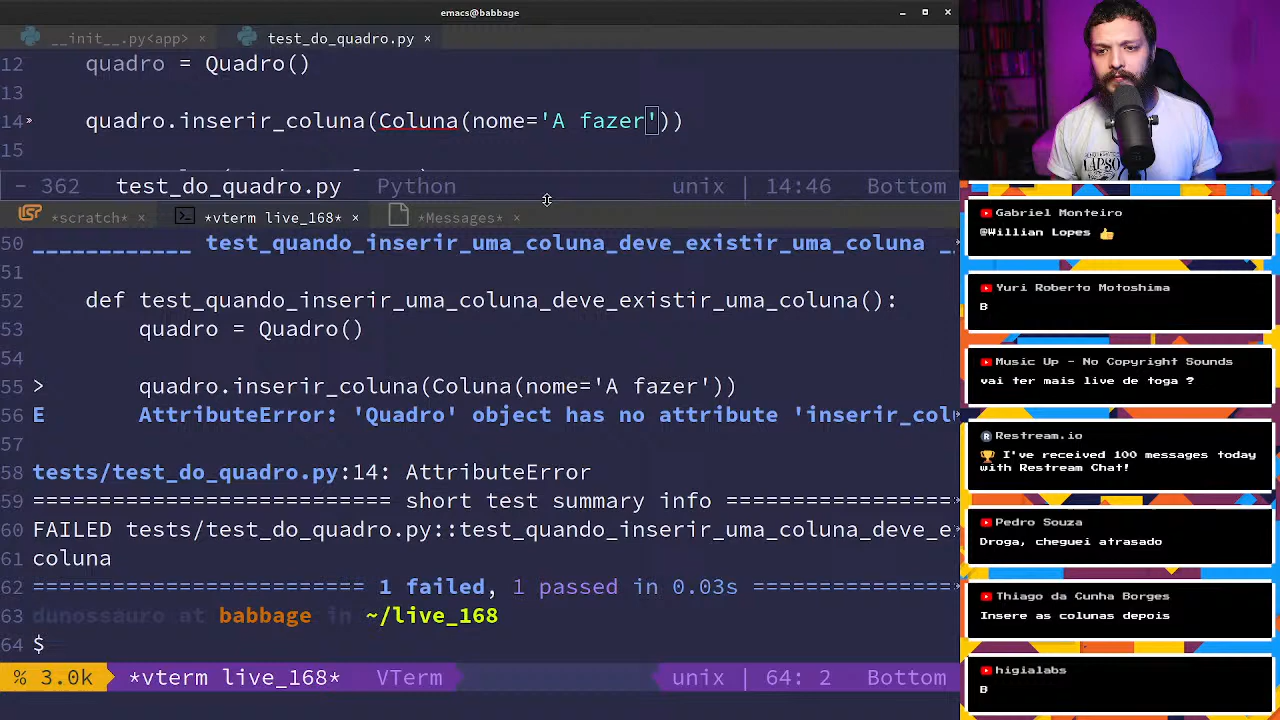 emacs@babbage
__init__.py<app> ×
test_do_quadro.py ×
12 quadro = Quadro()
13
14 quadro.inserir_coluna(Coluna(nome='A fazer'))
15
- 362 test_do_quadro.py Python unix | 14:46 Bottom
*scratch* × *vterm live_168* × *Messages* ×
50 ____________ test_quando_inserir_uma_coluna_deve_existir_uma_coluna _
51
52 def test_quando_inserir_uma_coluna_deve_existir_uma_coluna():
53 quadro = Quadro()
54
55 > quadro.inserir_coluna(Coluna(nome='A fazer'))
56 E AttributeError: 'Quadro' object has no attribute 'inserir_colu
57
58 tests/test_do_quadro.py:14: AttributeError
59 =========================== short test summary info ==================
60 FAILED tests/test_do_quadro.py::test_quando_inserir_uma_coluna_deve_e
61 coluna
62 ========================= 1 failed, 1 passed in 0.03s ================
63 dunossauro at babbage in ~/live_168
64 $
% 3.0k *vterm live_168* VTerm unix | 64: 2 Bottom
LAPSO
Gabriel Monteiro
@Willian Lopes 👍
Yuri Roberto Motoshima
B
Music Up - No Copyright Sounds
vai ter mais live de toga ?
Restream.io
🏆 I've received 100 messages today
with Restream Chat!
Pedro Souza
Droga, cheguei atrasado
Thiago da Cunha Borges
Insere as colunas depois
higialabs
B